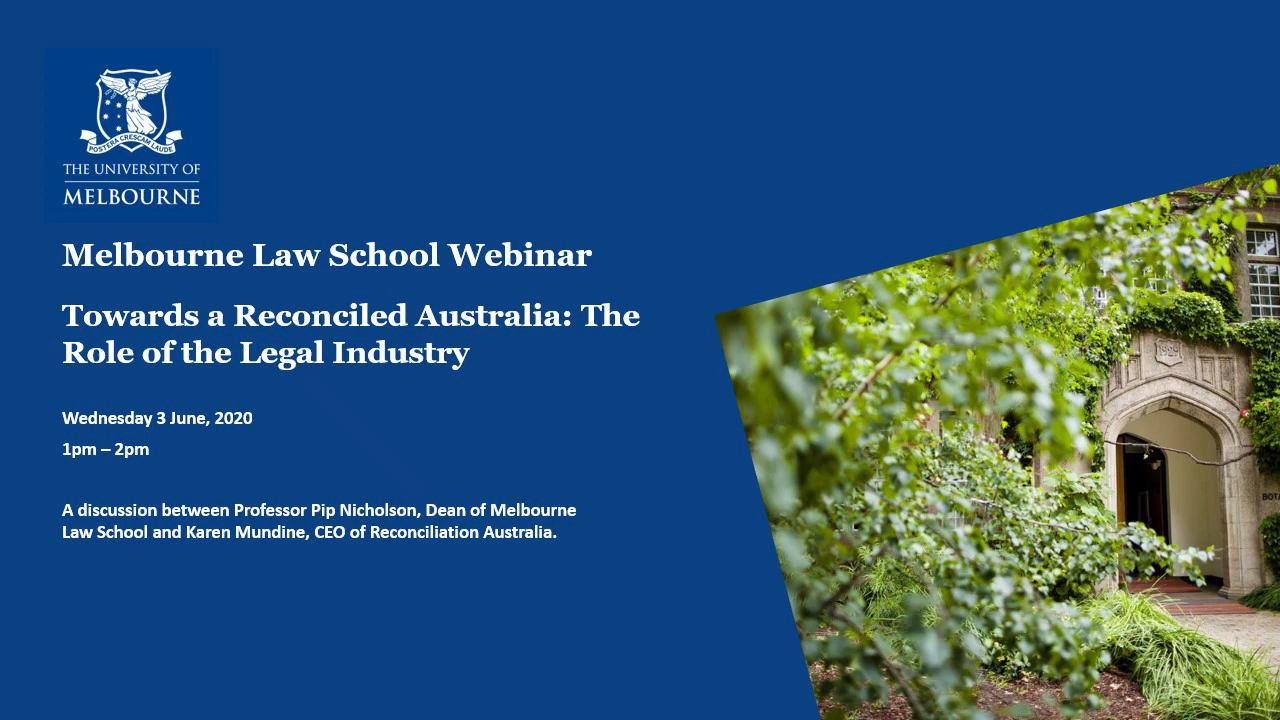 POSTERA CRESCAM LAUDE
THE UNIVERSITY OF
MELBOURNE
Melbourne Law School Webinar
Towards a Reconciled Australia: The
Role of the Legal Industry
Wednesday 3 June, 2020
1pm – 2pm
A discussion between Professor Pip Nicholson, Dean of Melbourne
Law School and Karen Mundine, CEO of Reconciliation Australia.
1929
BOTA